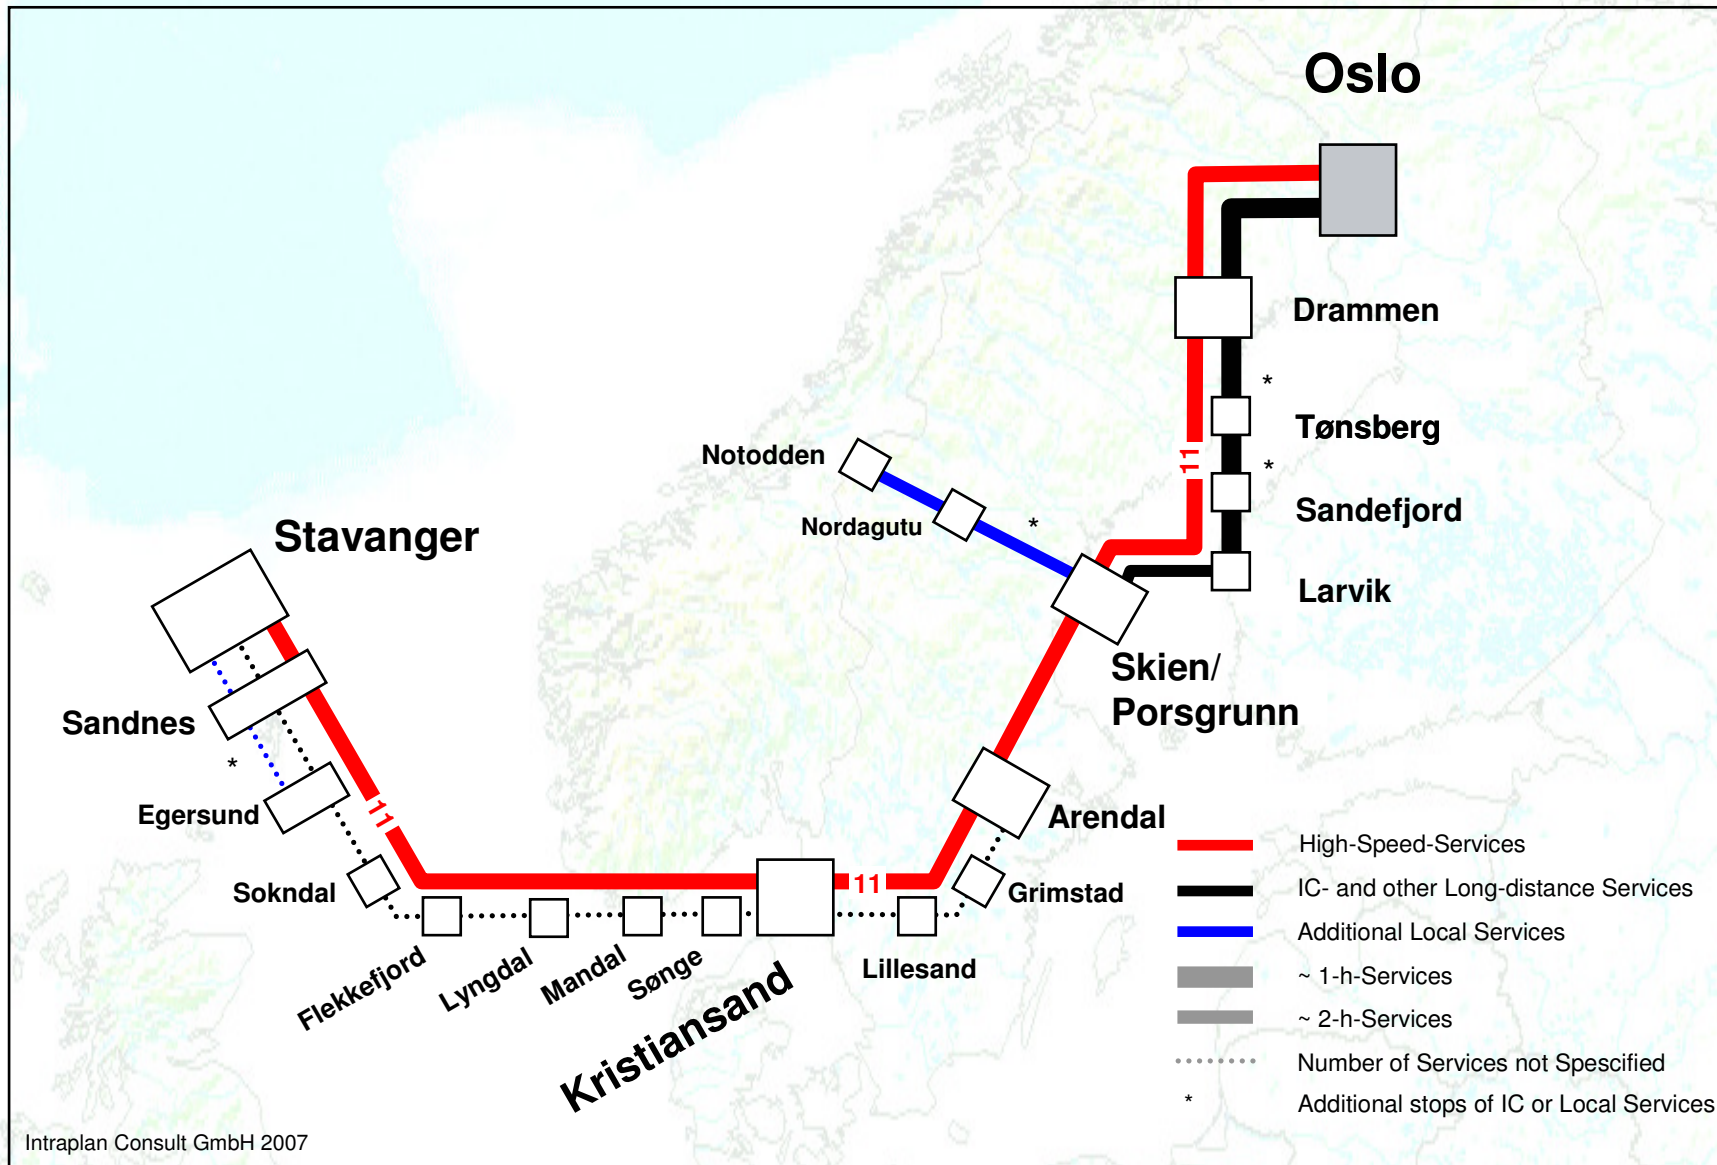 Oslo
Drammen
*
Tønsberg
*
Sandefjord
Larvik
11
Notodden
Nordagutu
*
Stavanger
Skien/
Porsgrunn
Sandnes
*
Egersund
11
Arendal
Sokndal
11
Grimstad
Flekkefjord
Lyngdal
Mandal
Sønge
Kristiansand
Lillesand
High-Speed-Services
IC- and other Long-distance Services
Additional Local Services
~ 1-h-Services
~ 2-h-Services
Number of Services not Spescified
* Additional stops of IC or Local Services
Intraplan Consult GmbH 2007